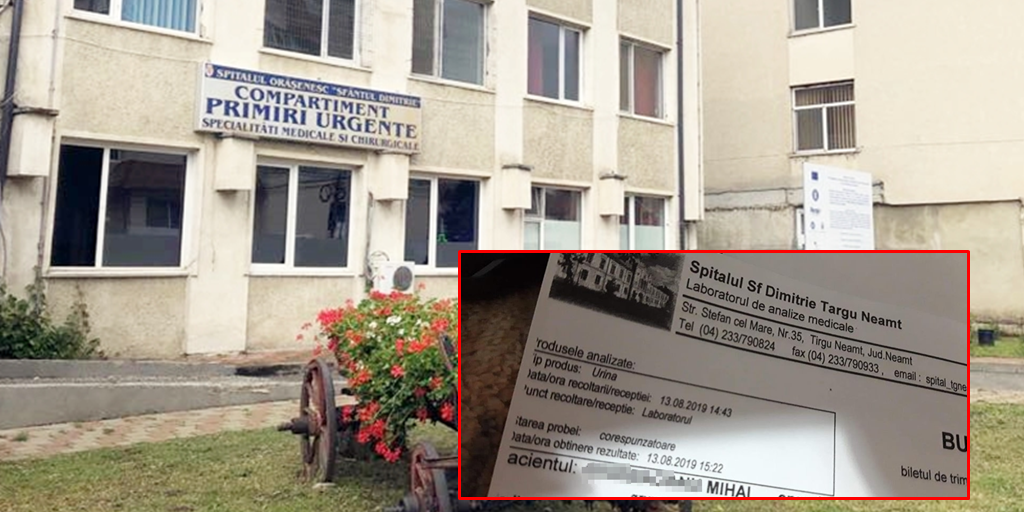 SPITALUL ORĂȘENESC "SFÂNTUL DIMITRIE"
COMPARTIMENT
PRIMIRI URGENTE
SPECIALITĂȚI MEDICALE ȘI CHIRURGICALE
Spitalul Sf Dimitrie Targu Neamt
Laboratorul de analize medicale
Str. Stefan cel Mare, Nr.35, Tirgu Neamt, Jud.Neamt
Tel (04) 233/790824 fax (04) 233/790933 , email : spital_tgne
rodusele analizate:
ip produs: Urina
ata/ora recoltarii/receptiei: 13.08.2019 14:43
unct recoltare/receptie: Laboratorul
itarea probei: corespunzatoare
ata/ora obtinere rezultate: 13.08.2019 15:22
acientul: MIHAI
BU
biletul de trim